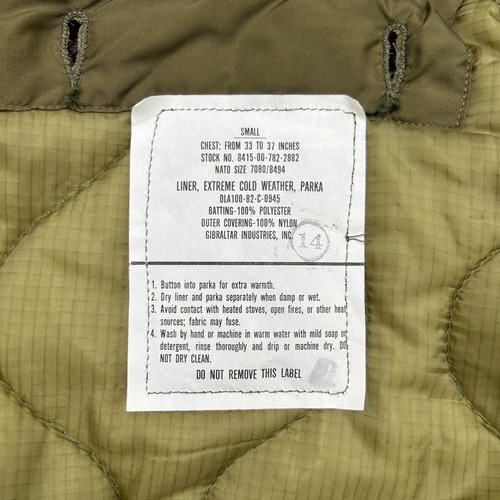 SMALL
CHEST: FROM 33 TO 37 INCHES
STOCK NO. 8415-00-782-2882
NATO SIZE 7080/8494
LINER, EXTREME COLD WEATHER, PARKA
DLA100-82-C-0945
BATTING-100% POLYESTER
OUTER COVERING-100% NYLON
GIBRALTAR INDUSTRIES, INC.
14
1. Button into parka for extra warmth.
2. Dry liner and parka separately when damp or wet.
3. Avoid contact with heated stoves, open fires, or other heat
sources; fabric may fuse.
4. Wash by hand or machine in warm water with mild soap or
detergent, rinse thoroughly and drip or machine dry. DO
NOT DRY CLEAN.
DO NOT REMOVE THIS LABEL